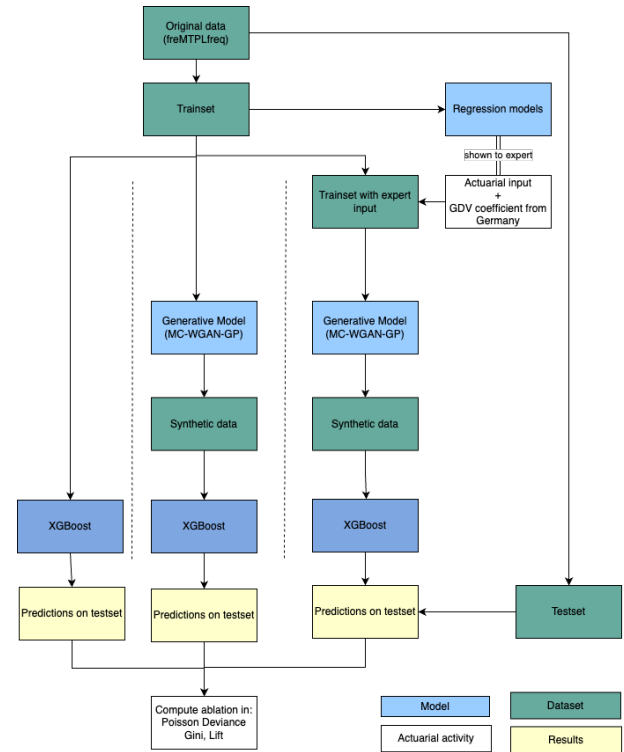 Original data
(freMTPLfreq)
Trainset
Regression models
shown to expert
Trainset with expert
input
Actuarial input
+
GDV coefficient from
Germany
Generative Model
(MC-WGAN-GP)
Generative Model
(MC-WGAN-GP)
Synthetic data
Synthetic data
XGBoost
XGBoost
XGBoost
Predictions on testset
Predictions on testset
Predictions on testset
Testset
Compute ablation in:
Poisson Deviance
Gini, Lift
Model
Dataset
Actuarial activity
Results